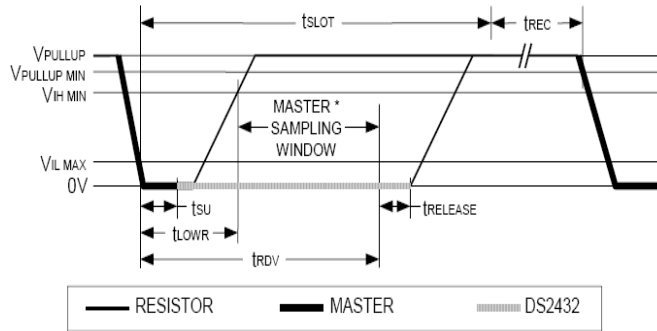 tSLOT tREC
VPULLUP
VPULLUP MIN
VIH MIN
MASTER *
SAMPLING
WINDOW
VIL MAX
0V
tSU
tRELEASE
tLOWR
tRDV
RESISTOR MASTER DS2432